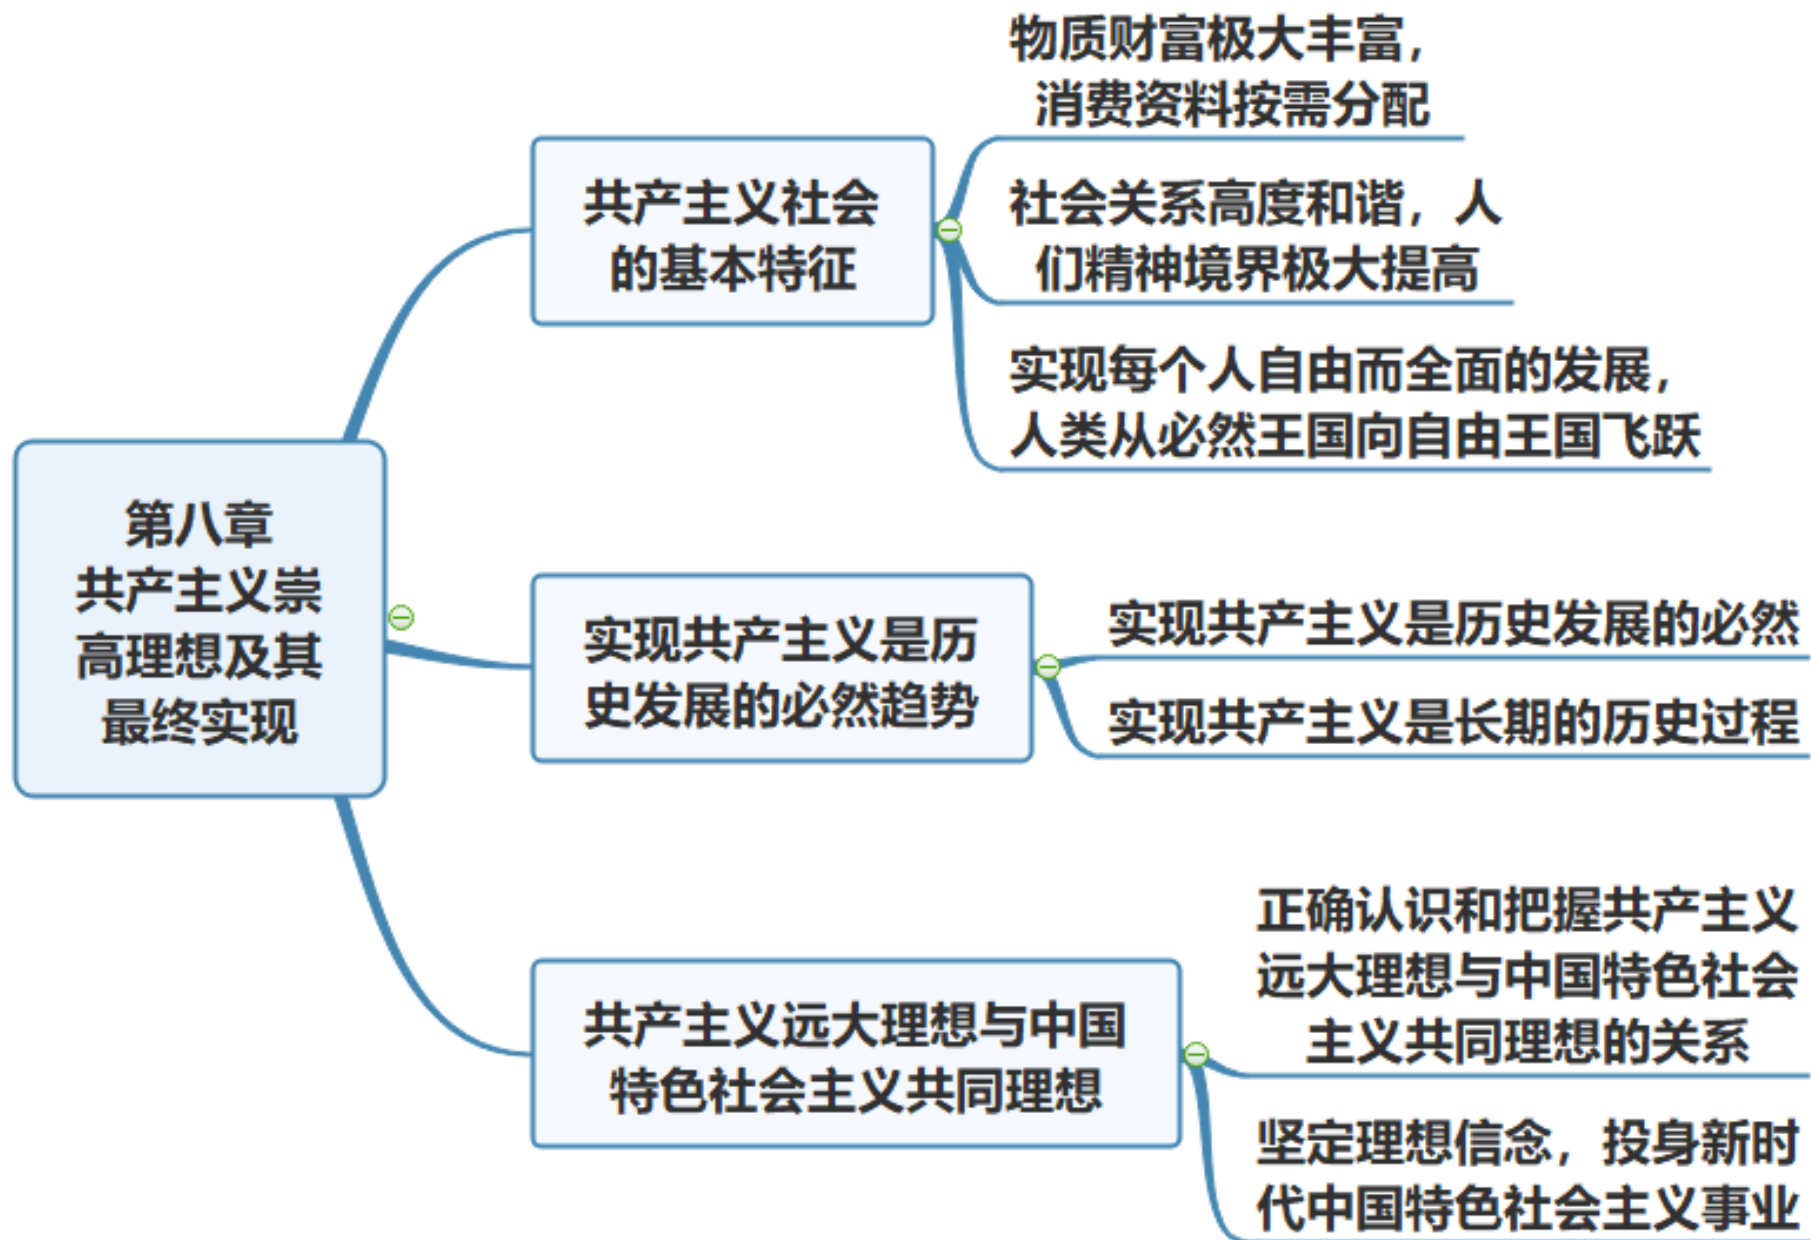 第八章
共产主义崇
高理想及其
最终实现
共产主义社会
的基本特征
物质财富极大丰富，
消费资料按需分配
社会关系高度和谐，人
们精神境界极大提高
实现每个人自由而全面的发展，
人类从必然王国向自由王国飞跃
实现共产主义是历
史发展的必然趋势
实现共产主义是历史发展的必然
实现共产主义是长期的历史过程
共产主义远大理想与中国
特色社会主义共同理想
正确认识和把握共产主义
远大理想与中国特色社会
主义共同理想的关系
坚定理想信念，投身新时
代中国特色社会主义事业